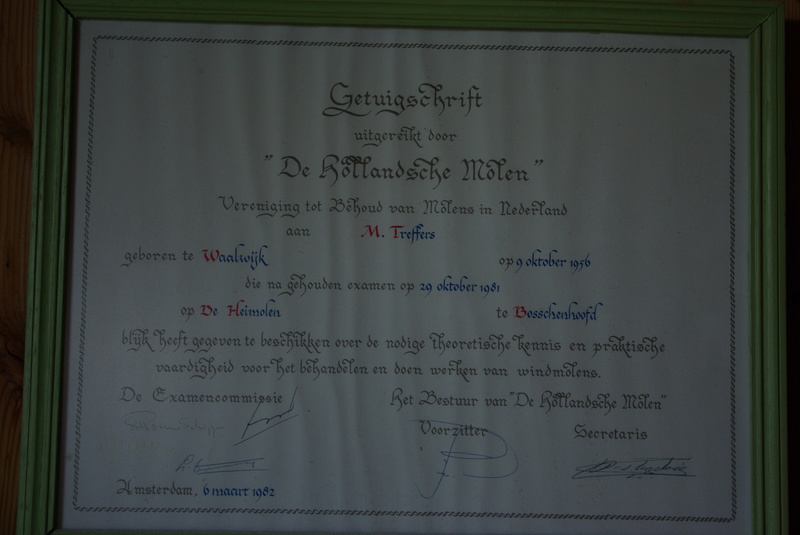 Getuigschrift
uitgereikt door
"De Hollandsche Molen"
Vereniging tot Behoud van Molens in Nederland
aan M. Treffers
geboren te Waalwijk op 9 oktober 1956
die na gehouden examen op 29 oktober 1981
op De Heimolen te Bosschenhoofd
blijk heeft gegeven te beschikken over de nodige theoretische kennis en praktische
vaardigheid voor het behandelen en doen werken van windmolens.
De Examencommissie Het Bestuur van "De Hollandsche Molen"
Voorzitter Secretaris
Amsterdam, 6 maart 1982